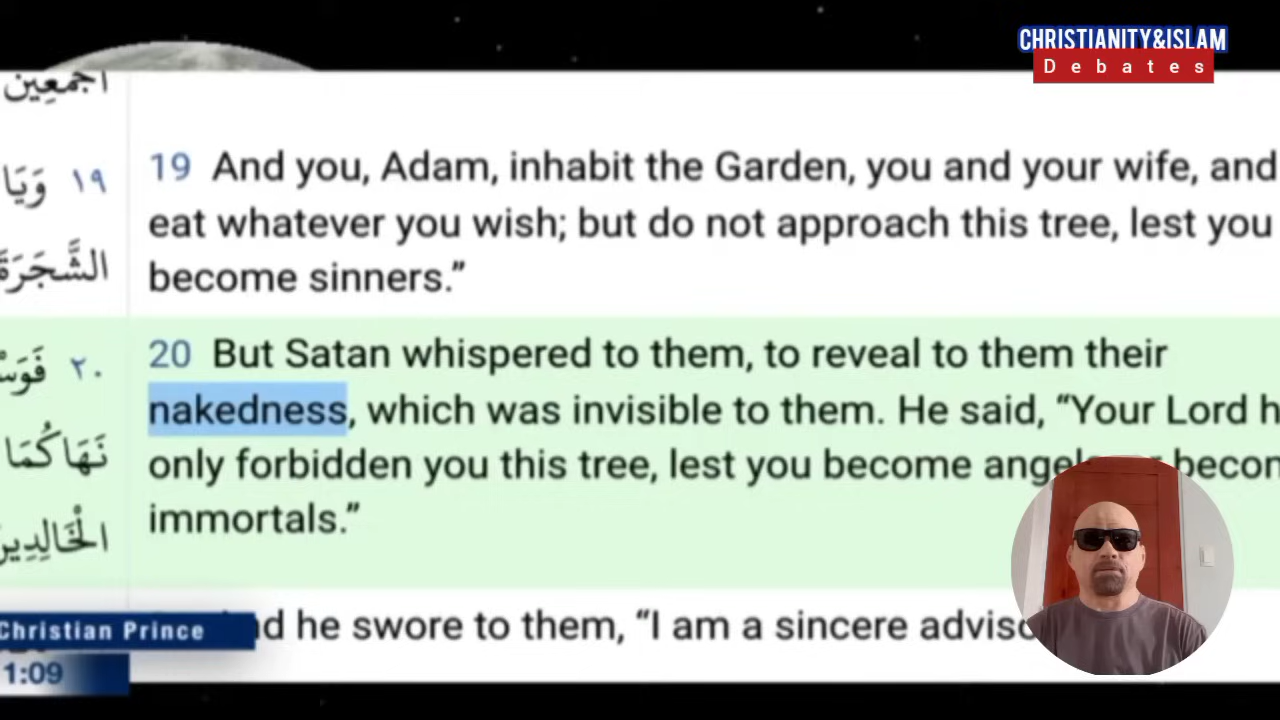 CHRISTIANITY&ISLAM
Debates
أجمعين
١٩ وَيَا
الشَّجَرَةَ
19 And you, Adam, inhabit the Garden, you and your wife, and
eat whatever you wish; but do not approach this tree, lest you
become sinners.”
٢٠
نَهَاكُمَا
الْخَالِدِينَ
20 But Satan whispered to them, to reveal to them their
nakedness, which was invisible to them. He said, “Your Lord
only forbidden you this tree, lest you become
immortals.”
he swore to them, “I am a sincere
Christian Prince
1:09